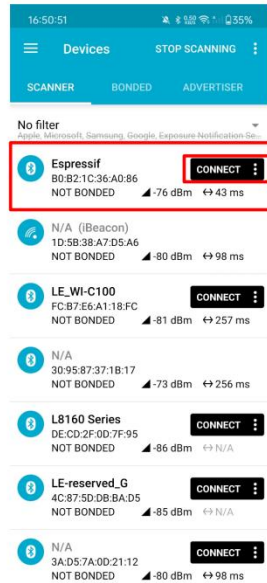 16:50:51 35%
Devices STOP SCANNING
SCANNER BONDED ADVERTISER
No filter
Apple, Microsoft, Samsung, Google, Exposure Notification Se...
Espressif
B0:B2:1C:36:A0:86
CONNECT
NOT BONDED -76 dBm 43 ms
N/A (iBeacon)
1D:5B:38:A7:D5:A6
NOT BONDED -80 dBm 98 ms
LE_WI-C100
FC:B7:E6:A1:18:FC
CONNECT
NOT BONDED -81 dBm 257 ms
N/A
30:95:87:37:1B:17
NOT BONDED -73 dBm 256 ms
L8160 Series
DE:CD:2F:0D:7F:95
CONNECT
NOT BONDED -86 dBm N/A
LE-reserved_G
4C:87:5D:DB:BA:D5
CONNECT
NOT BONDED -85 dBm N/A
N/A
3A:D5:7A:0D:21:12
CONNECT
NOT BONDED -80 dBm 98 ms